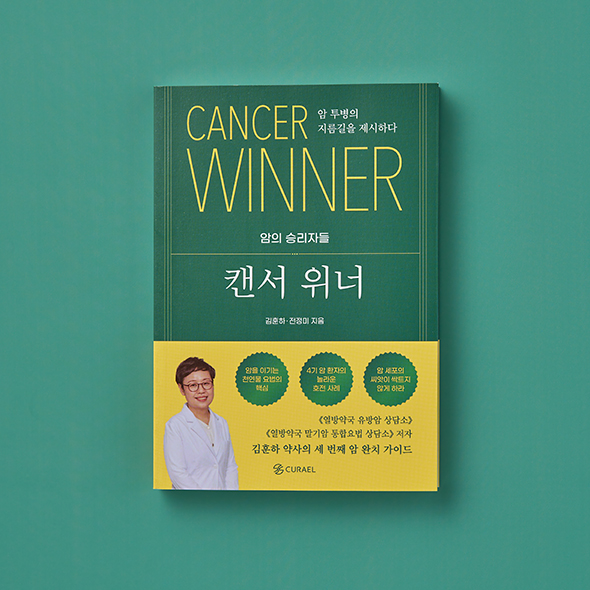 CANCER
암 투병의
지름길을 제시하다
WINNER
암의 승리자들
캔서 위너
김훈하·전정미 지음
암을 이기는
천연물 요법의
핵심
4기 암 환자의
놀라운
호전 사례
암 세포의
씨앗이 싹트지
않게 하라
《열방약국 유방암 상담소》
《열방약국 말기암 통합요법 상담소》 저자
김훈하 약사의 세 번째 암 완치 가이드
CURAEL